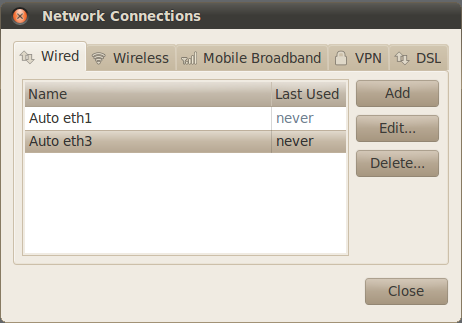 Network Connections
Wired Wireless Mobile Broadband VPN DSL
Name Last Used Add
Auto eth1 never Edit...
Auto eth3 never Delete...
Close